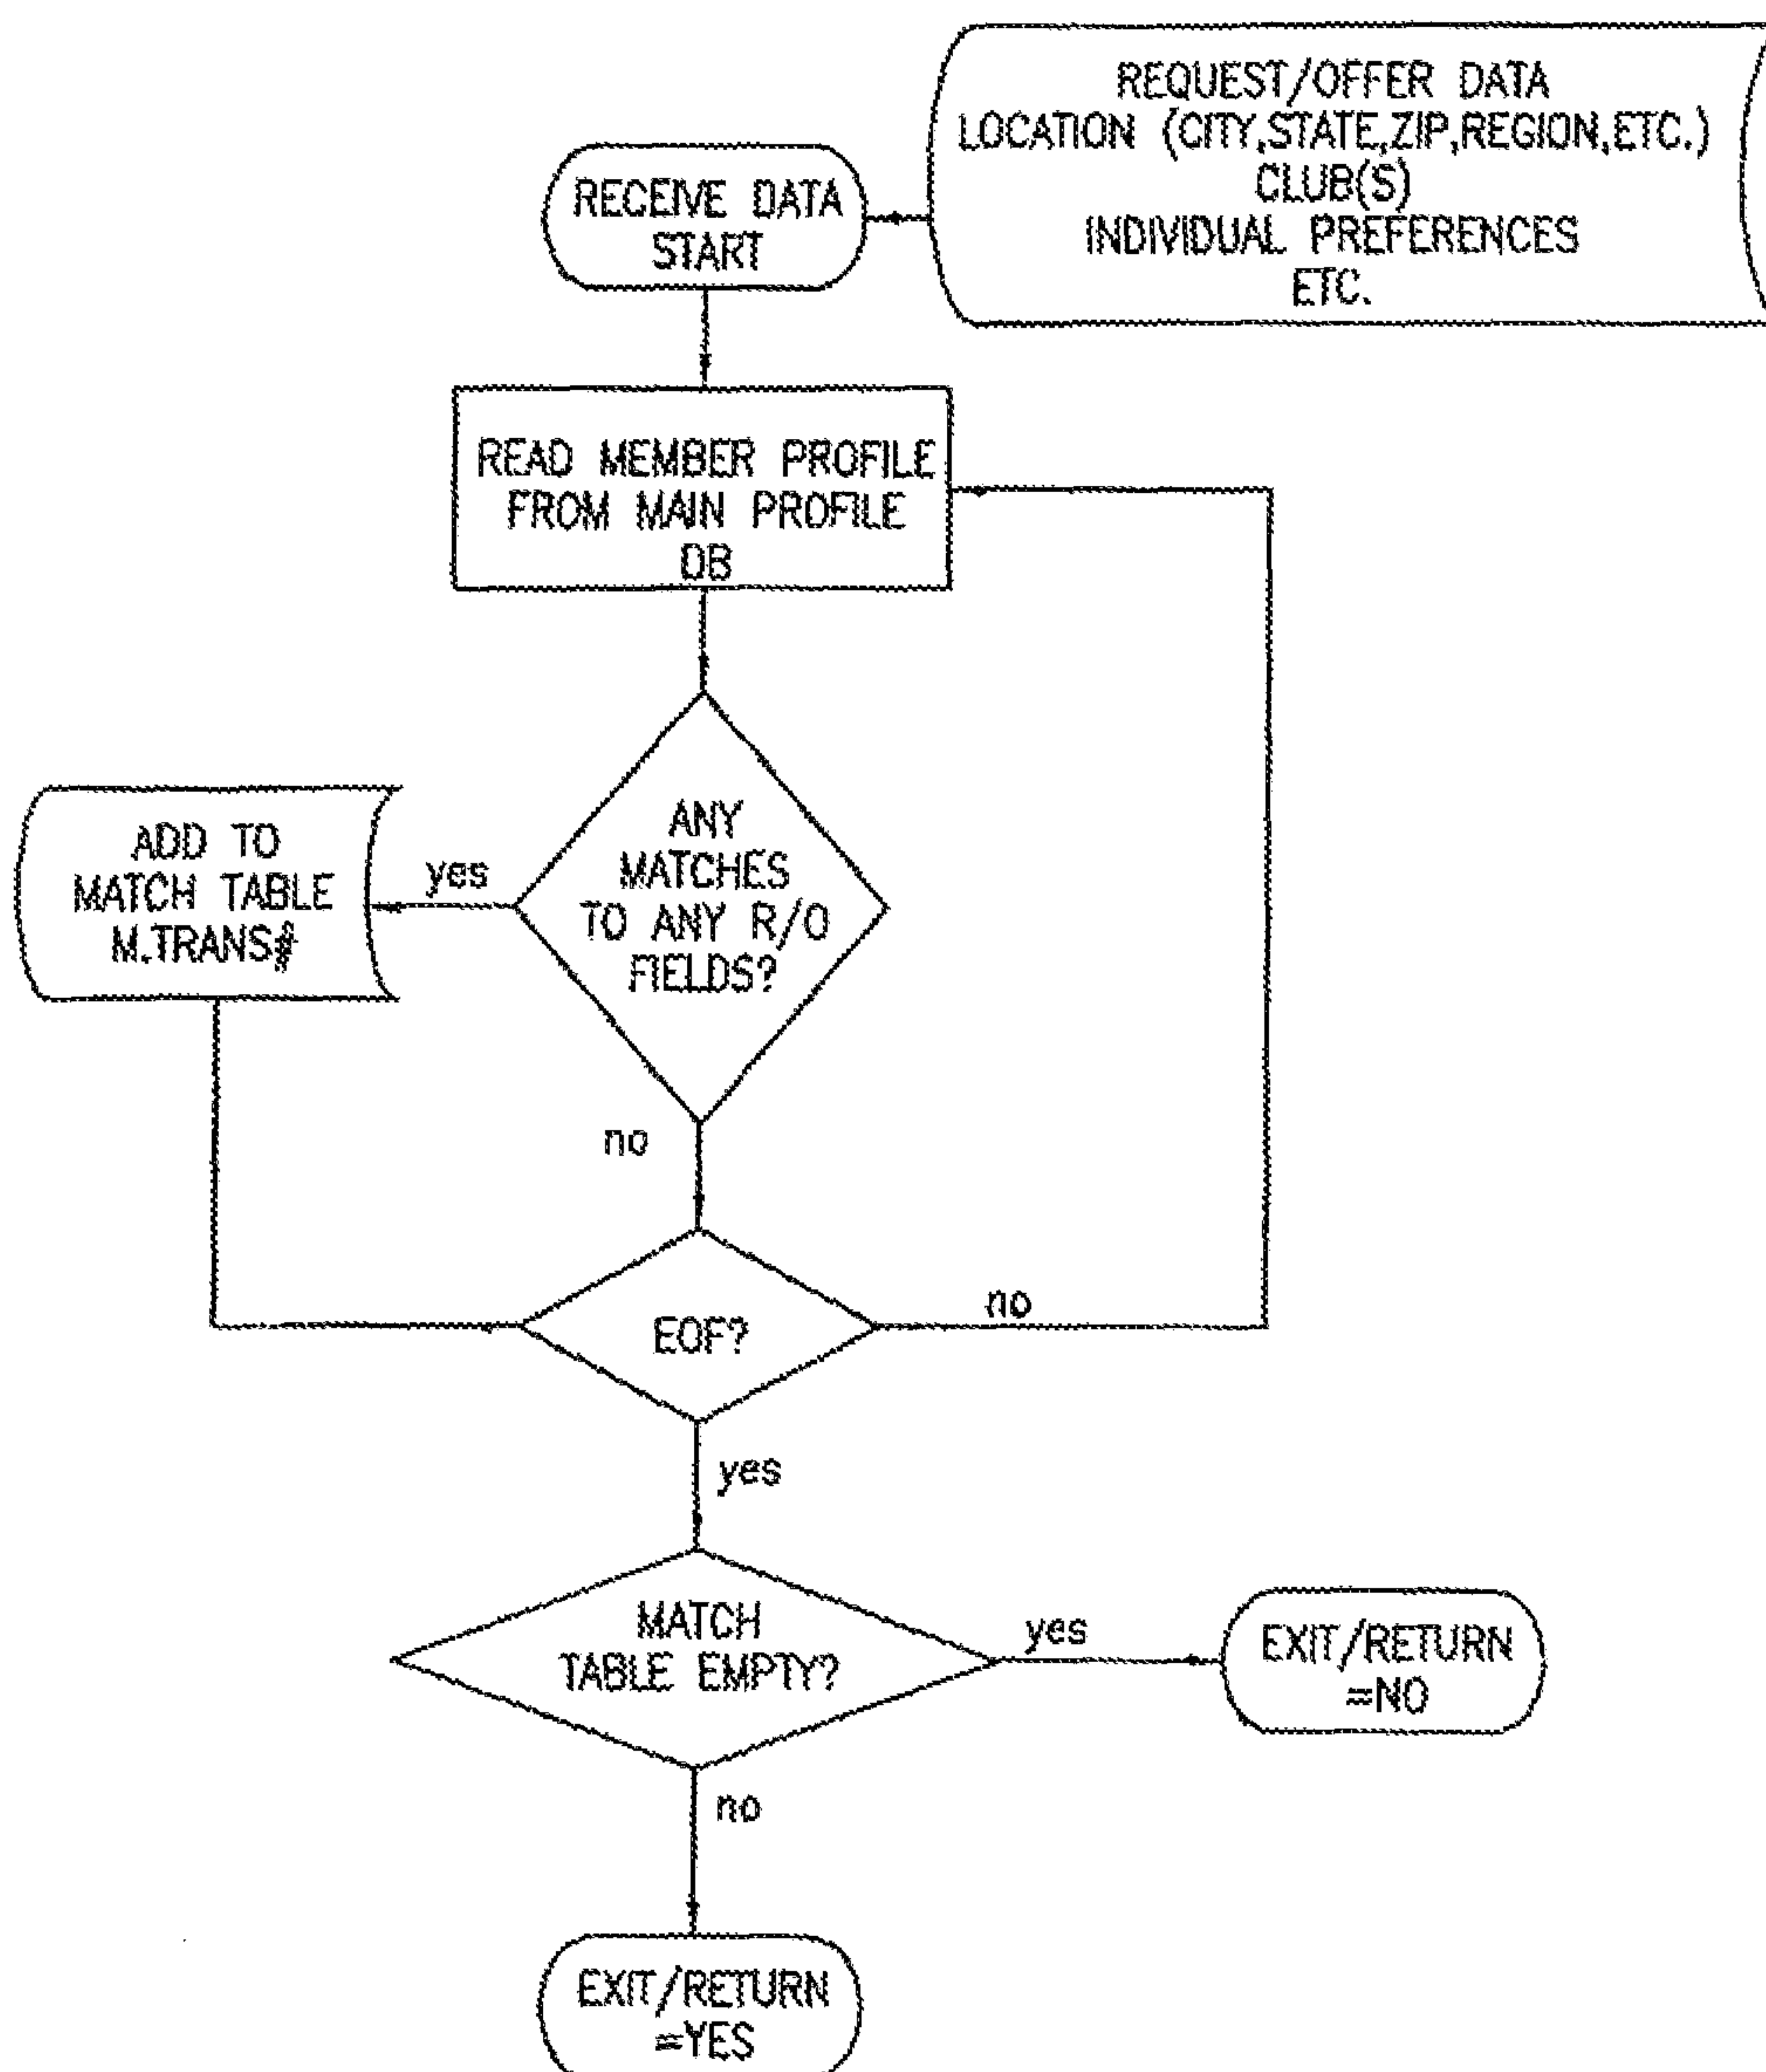 REQUEST/OFFER DATA
LOCATION (CITY,STATE,ZIP,REGION,ETC.)
CLUB(S)
INDIVIDUAL PREFERENCES
ETC.
RECEIVE DATA
START
READ MEMBER PROFILE
FROM MAIN PROFILE
DB
ANY
MATCHES
TO ANY R/O
FIELDS?
yes
ADD TO
MATCH TABLE
M.TRANS#
no
EOF?
no
yes
MATCH
TABLE EMPTY?
yes
EXIT/RETURN
=NO
no
EXIT/RETURN
=YES